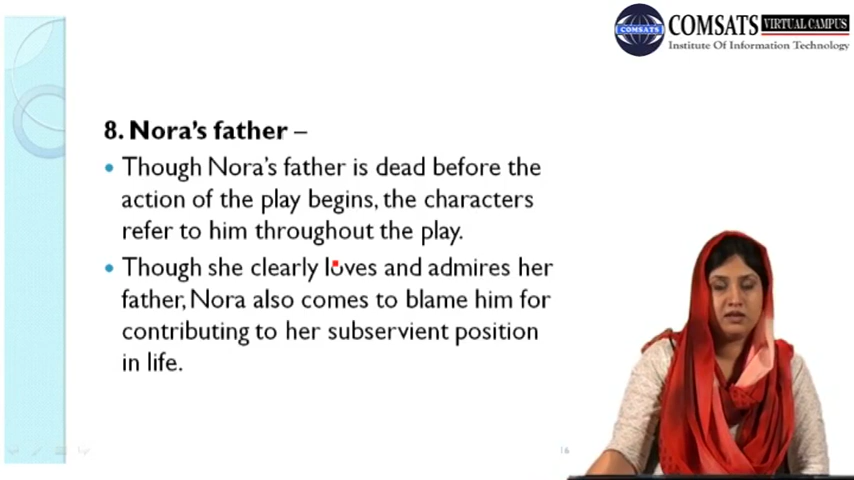 COMSATS
COMSATS VIRTUAL CAMPUS
Institute Of Information Technology
8. Nora's father –
• Though Nora's father is dead before the
action of the play begins, the characters
refer to him throughout the play.
• Though she clearly loves and admires her
father, Nora also comes to blame him for
contributing to her subservient position
in life.
16